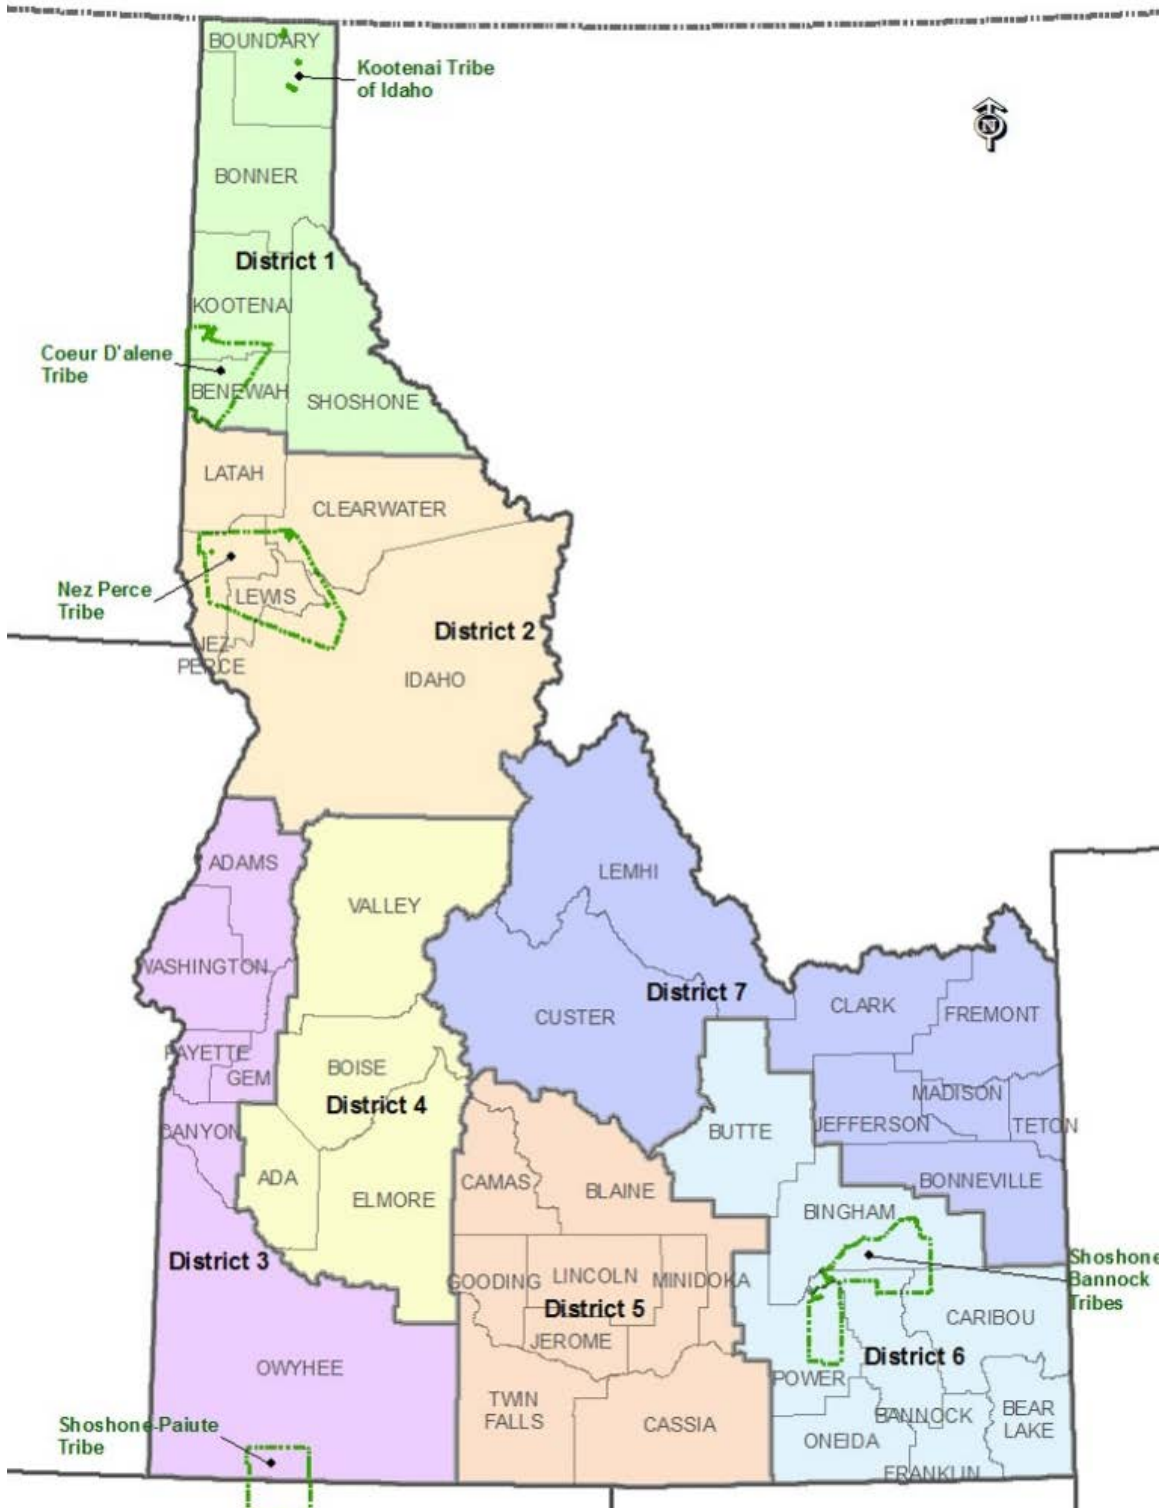 BOUNDARY
Kootenai Tribe
of Idaho
N
BONNER
District 1
KOOTENAI
Coeur D'alene
Tribe
BENEWAH
SHOSHONE
LATAH
CLEARWATER
Nez Perce
Tribe
LEWIS
District 2
NEZ
PERCE
IDAHO
ADAMS
LEMHI
VALLEY
WASHINGTON
District 7
CLARK
FREMONT
CUSTER
PAYETTE
GEM
BOISE
MADISON
District 4
CANYON
BUTTE
JEFFERSON
TETON
ADA
CAMAS
BLAINE
BONNEVILLE
ELMORE
BINGHAM
District 3
Shoshone
Bannock
Tribes
GOODING
LINCOLN
MINIDOKA
District 5
CARIBOU
JEROME
District 6
OWYHEE
POWER
TWIN
FALLS
CASSIA
BANNOCK
BEAR
LAKE
Shoshone-Paiute
Tribe
ONEIDA
FRANKLIN